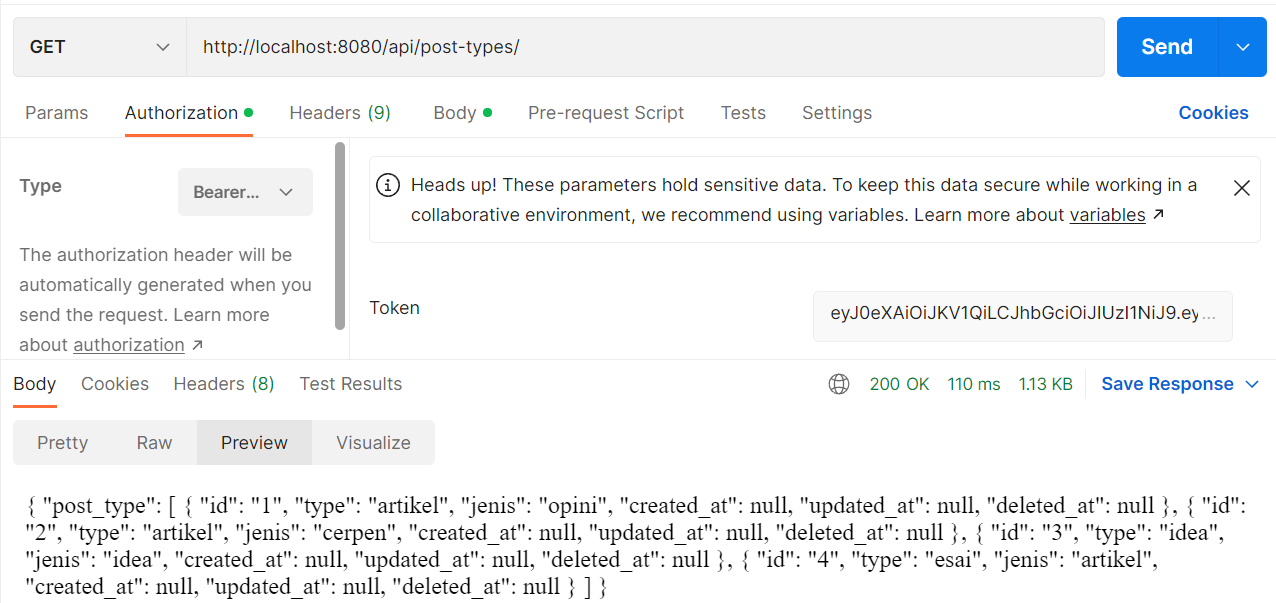 GET http://localhost:8080/api/post-types/ Send
Params Authorization Headers (9) Body Pre-request Script Tests Settings Cookies
Type Bearer...
Heads up! These parameters hold sensitive data. To keep this data secure while working in a
collaborative environment, we recommend using variables. Learn more about variables ↗
The authorization header will be
automatically generated when you
send the request. Learn more
about authorization ↗
Token eyJ0eXAiOiJKV1QiLCJhbGciOiJIUzI1NiJ9.ey...
Body Cookies Headers (8) Test Results 200 OK 110 ms 1.13 KB Save Response
Pretty Raw Preview Visualize
{ "post_type": [ { "id": "1", "type": "artikel", "jenis": "opini", "created_at": null, "updated_at": null, "deleted_at": null }, { "id":
"2", "type": "artikel", "jenis": "cerpen", "created_at": null, "updated_at": null, "deleted_at": null }, { "id": "3", "type": "idea",
"jenis": "idea", "created_at": null, "updated_at": null, "deleted_at": null }, { "id": "4", "type": "esai", "jenis": "artikel",
"created_at": null, "updated_at": null, "deleted_at": null } ] }